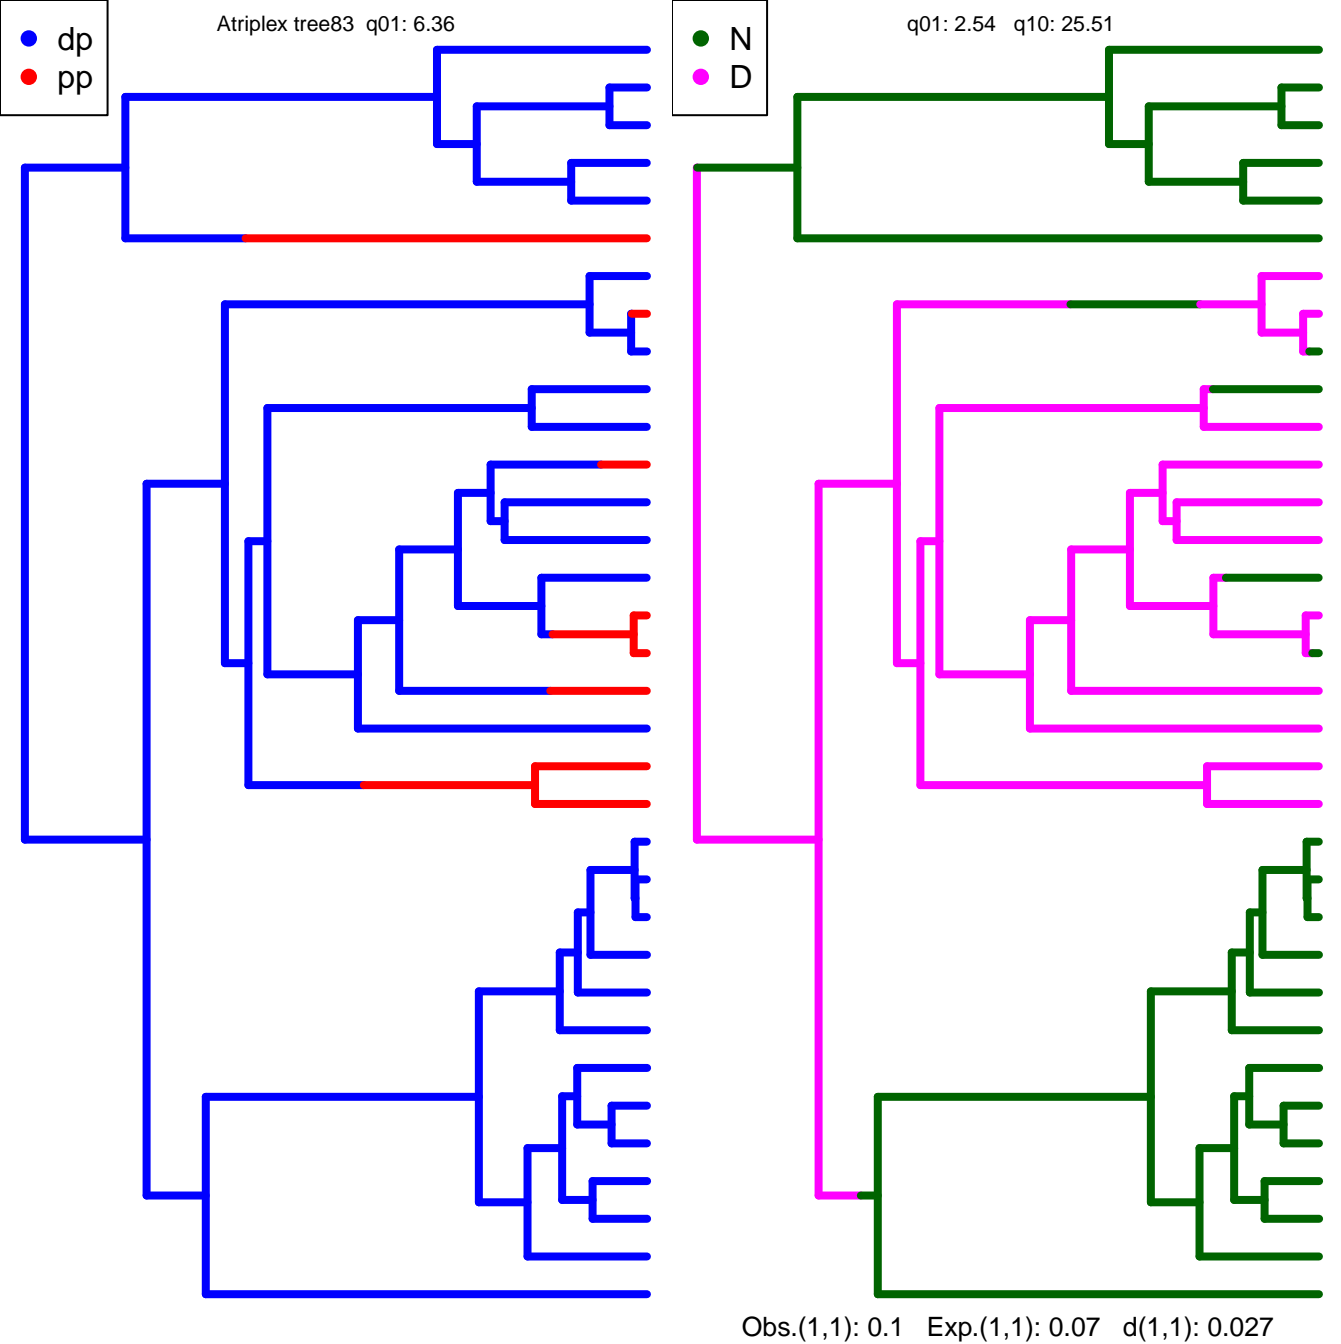 dp
pp
Atriplex tree83 q01: 6.36
N
D
q01: 2.54 q10: 25.51
Obs.(1,1): 0.1 Exp.(1,1): 0.07 d(1,1): 0.027